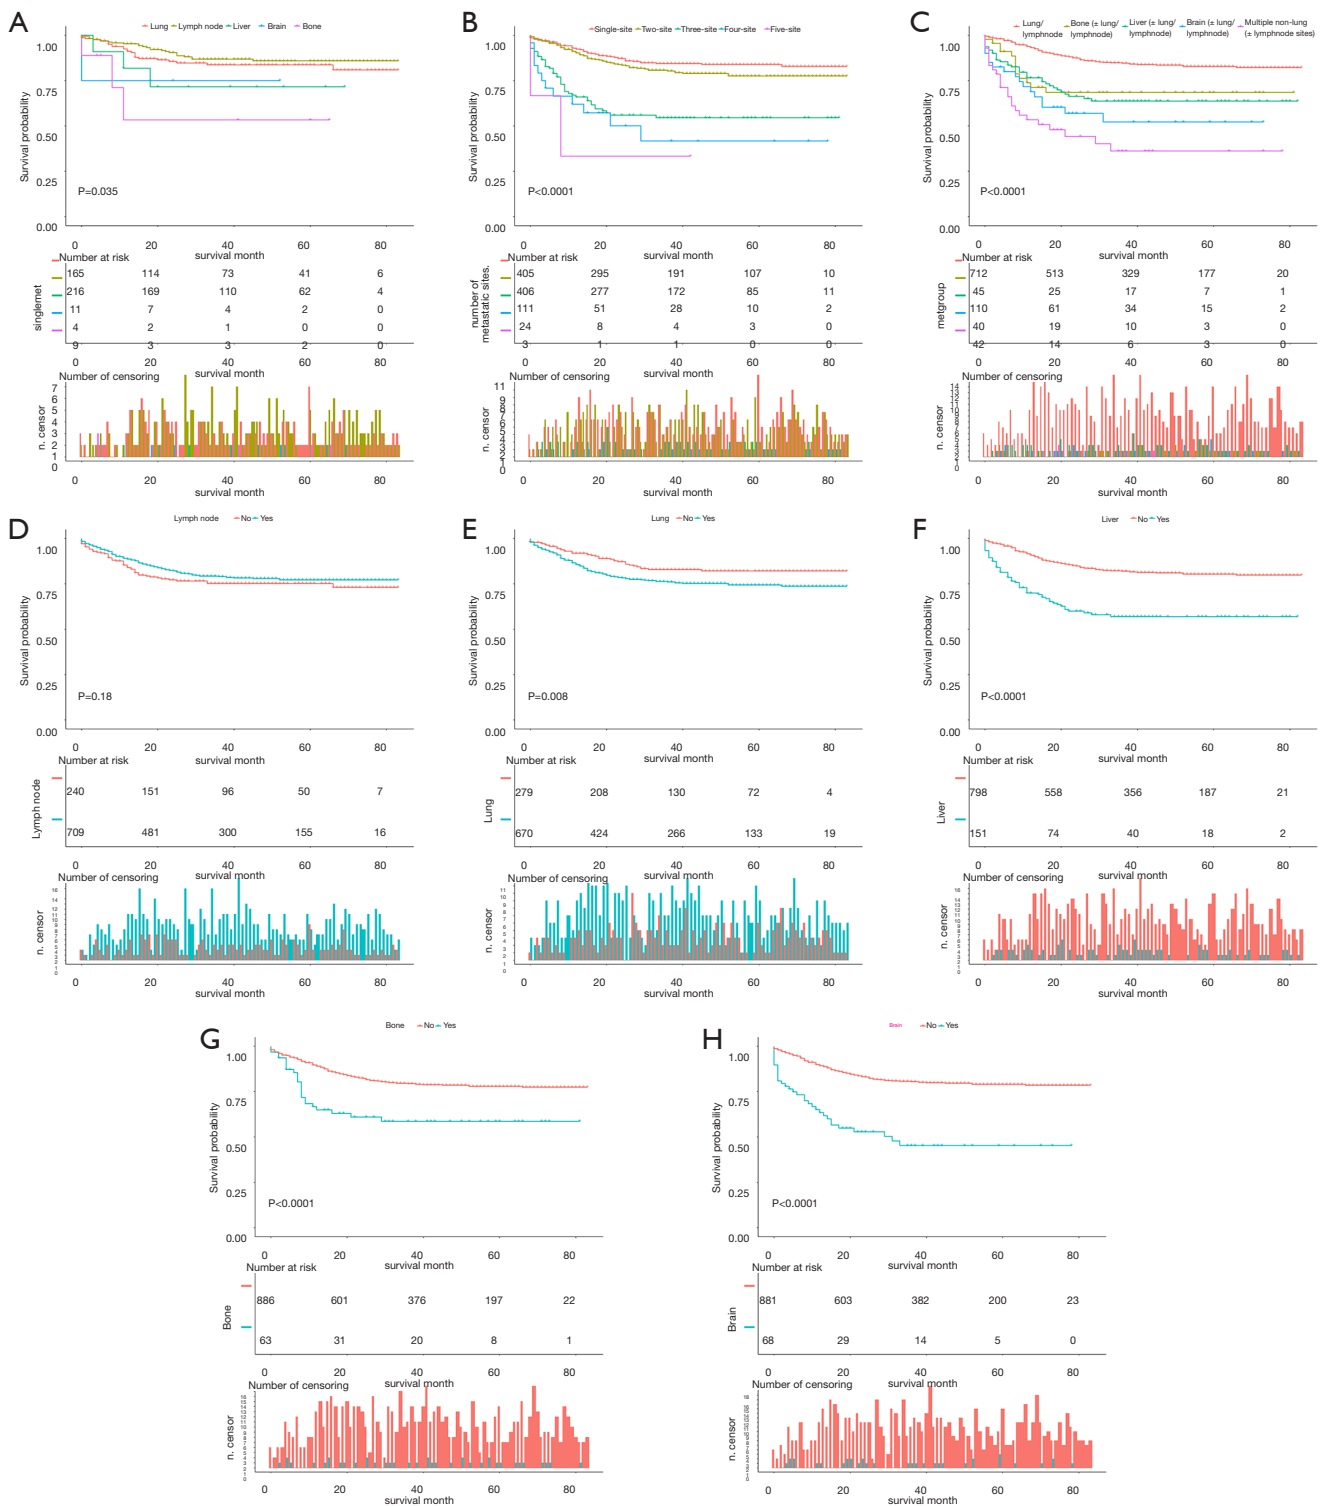 A
Lung Lymph node Liver Brain Bone
Survival probability
1.00
0.75
0.50
0.25
0.00
P=0.035
0 20 40 60 80
survival month
Number at risk
singlemet
165 114 73 41 6
216 169 110 62 4
11 7 4 2 0
4 2 1 0 0
9 3 3 2 0
0 20 40 60 80
survival month
Number of censoring
n. censor
7
6
5
4
3
2
1
0
0 20 40 60 80
survival month
B
Single-site Two-site Three-site Four-site Five-site
Survival probability
1.00
0.75
0.50
0.25
0.00
P<0.0001
0 20 40 60 80
survival month
Number at risk
number of
metastatic sites.
405 295 191 107 10
406 277 172 85 11
111 51 28 10 2
24 8 4 3 0
3 1 1 0 0
0 20 40 60 80
survival month
Number of censoring
n. censor
11
9
8
7
6
5
4
3
2
1
0
0 20 40 60 80
survival month
C
Lung/ Bone (± lung/ Liver (± lung/ Brain (± lung/ Multiple non-lung
lymphnode lymphnode) lymphnode) lymphnode) (± lymphnode sites)
Survival probability
1.00
0.75
0.50
0.25
0.00
P<0.0001
0 20 40 60 80
survival month
Number at risk
metgroup
712 513 329 177 20
45 25 17 7 1
110 61 34 15 2
40 19 10 3 0
42 14 6 3 0
0 20 40 60 80
survival month
Number of censoring
n. censor
0 20 40 60 80
survival month
D
Lymph node No Yes
Survival probability
1.00
0.75
0.50
0.25
0.00
P=0.18
0 20 40 60 80
survival month
Number at risk
Lymph node
240 151 96 50 7
709 481 300 155 16
0 20 40 60 80
survival month
Number of censoring
n. censor
0 20 40 60 80
survival month
E
Lung No Yes
Survival probability
1.00
0.75
0.50
0.25
0.00
P=0.008
0 20 40 60 80
survival month
Number at risk
Lung
279 208 130 72 4
670 424 266 133 19
0 20 40 60 80
survival month
Number of censoring
n. censor
0 20 40 60 80
survival month
F
Liver No Yes
Survival probability
1.00
0.75
0.50
0.25
0.00
P<0.0001
0 20 40 60 80
survival month
Number at risk
Liver
798 558 356 187 21
151 74 40 18 2
0 20 40 60 80
survival month
Number of censoring
n. censor
0 20 40 60 80
survival month
G
Bone No Yes
Survival probability
1.00
0.75
0.50
0.25
0.00
P<0.0001
0 20 40 60 80
survival month
Number at risk
Bone
886 601 376 197 22
63 31 20 8 1
0 20 40 60 80
survival month
Number of censoring
n. censor
0 20 40 60 80
survival month
H
Brain No Yes
Survival probability
1.00
0.75
0.50
0.25
0.00
P<0.0001
0 20 40 60 80
survival month
Number at risk
Brain
881 603 382 200 23
68 29 14 5 0
0 20 40 60 80
survival month
Number of censoring
n. censor
0 20 40 60 80
survival month